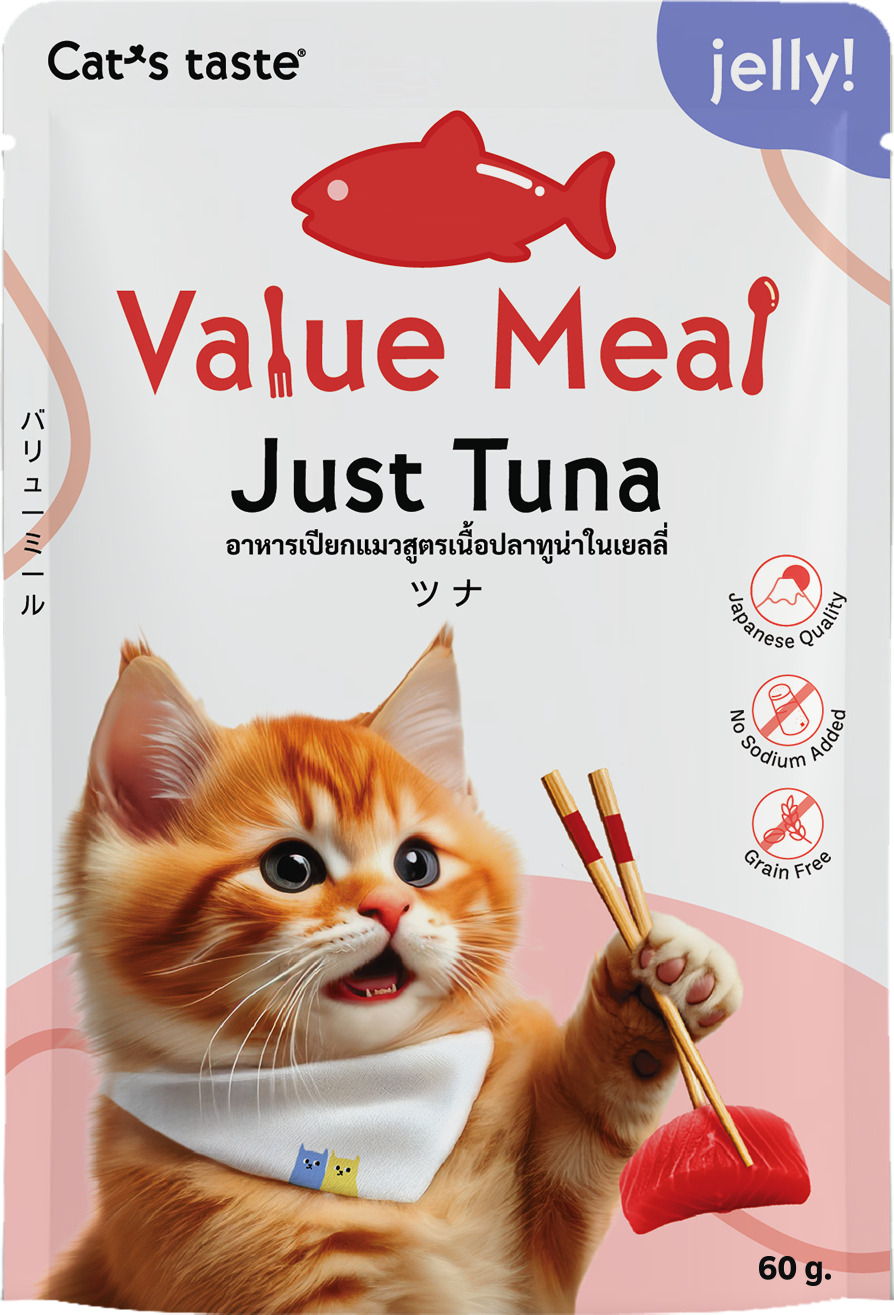 Cat's taste®
jelly!
Value Meal
Just Tuna
อาหารเปียกแมวสูตรเนื้อปลาทูน่าในเยลลี่
ツナ
バリューミール
Japanese Quality
No Sodium Added
Grain Free
60 g.